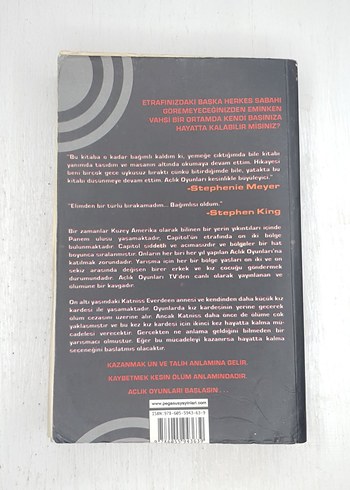 ETRAFINIZDAKI BAŞKA HERKES SABAHI
GÖREMEYECEĞİNİZDEN EMİNKEN
VAHŞİ BİR ORTAMDA KENDİ BAŞINIZA
HAYATTA KALABİLİR MİSİNİZ?
"Bu kitaba o kadar bağımlı kaldım ki, yemeğe çıktığımda bile kitabı
yanımda taşıdım ve masanın altında okumaya devam ettim. Hikayesi
beni birçok gece uykusuz bıraktı çünkü bitirdiğimde bile, yatakta bu
kitabı düşünmeye devam ettim. Açlık Oyunları kesinlikle büyüleyici."
-Stephenie Meyer
"Elimden bir türlü bırakamadım... Bağımlısı oldum."
-Stephen King
Bir zamanlar Kuzey Amerika olarak bilinen bir yerin yıkıntıları içinde
Panem ulusu yaşamaktadır. Capitol'ün etrafında on iki bölge
bulunmaktadır. Capitol şiddetli ve acımasızdır ve bölgeler bir hat
boyunca sıralanmıştır. Onların her biri her yıl yapılan Açlık Oyunları'na
katılmak zorundadır. Yarışma için her bir bölge yaşları on iki ve on
sekiz arasında değişen birer erkek ve kız çocuğu göndermek
durumundadır. Açlık Oyunları TV'den canlı olarak yayınlanan ve
ölümüne bir kavgadır.
On altı yaşındaki Katniss Everdeen annesi ve kendinden daha küçük kız
kardeşi ile yaşamaktadır. Oyunlarda kız kardeşinin yerine geçerek
ölüm cezasını üzerine alır. Ancak Katniss daha önce de ölüme çok
yaklaşmıştır ve bu kez kız kardeşi için ikinci kez hayatta kalma mü-
cadelesi verecektir. Gerçekten ne anlama geldiğini bilmeden bir
yarışmacı olmuştur. Eğer bu mücadeleyi kazanırsa hayatta kalma
seçeneğini başlatmış olacaktır.
KAZANMAK ÜN VE TALİH ANLAMINA GELİR.
KAYBETMEK KESİN ÖLÜM ANLAMINDADIR.
AÇLIK OYUNLARI BAŞLASIN . . .
www.pegasusyayinlari.com